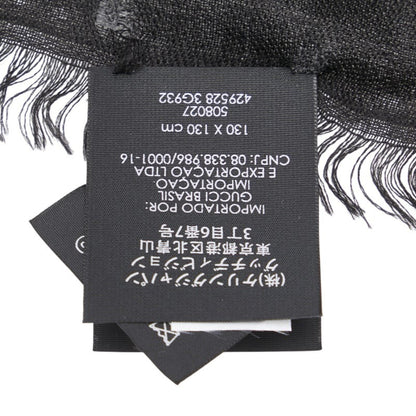 (株)ケリングジャパン
グッチディビジョン
東京都港区北青山
3丁目6番7号
IMPORTADO POR:
GUCCI BRASIL
IMPORTAÇÃO
E EXPORTAÇÃO LTDA
CNPJ: 08.338.986/0001-16
130 X 130 cm
508027
429528 3G932